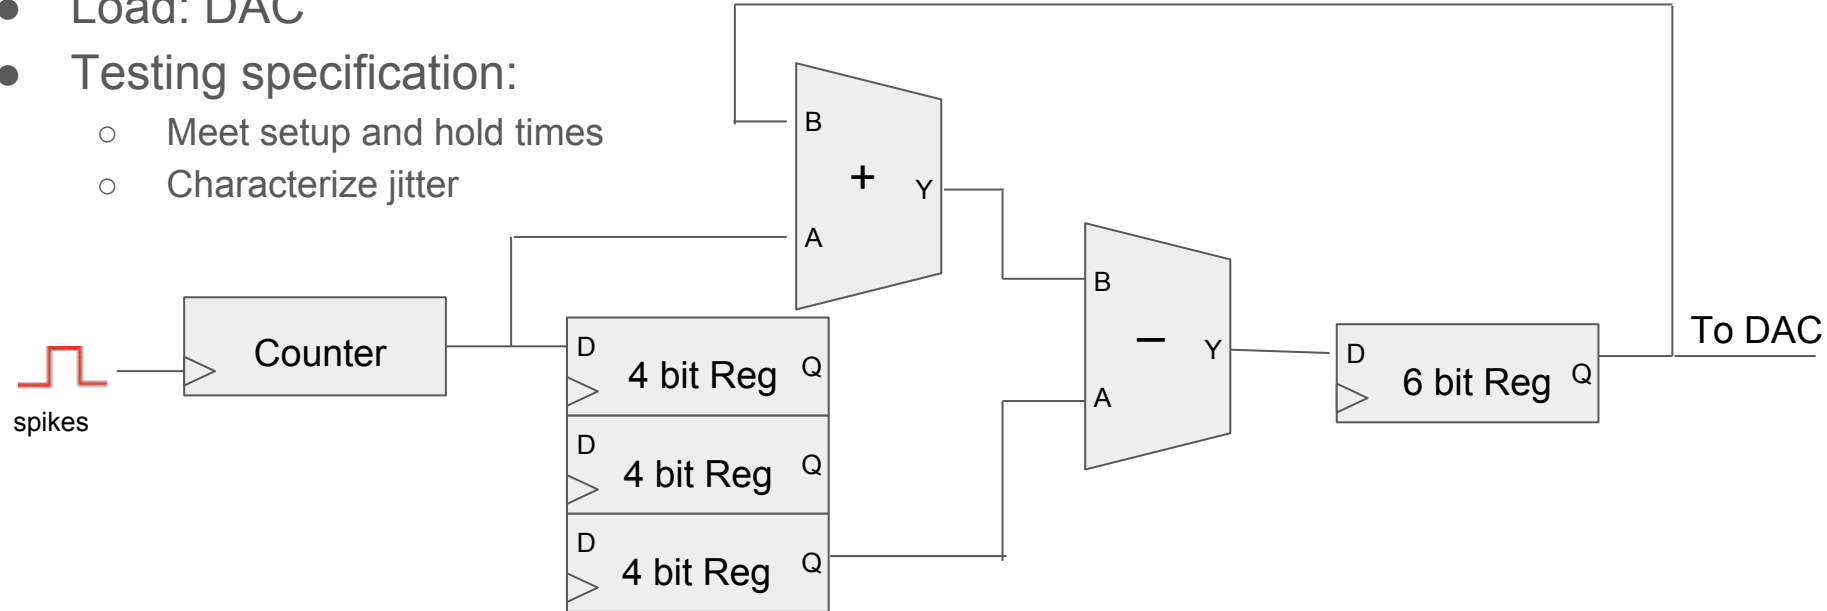 ● Load: DAC
● Testing specification:
○ Meet setup and hold times
○ Characterize jitter
B
+
Y
A
B
−
Y
A
Counter
spikes
D
4 bit Reg
Q
D
4 bit Reg
Q
D
4 bit Reg
Q
D
6 bit Reg
Q
To DAC